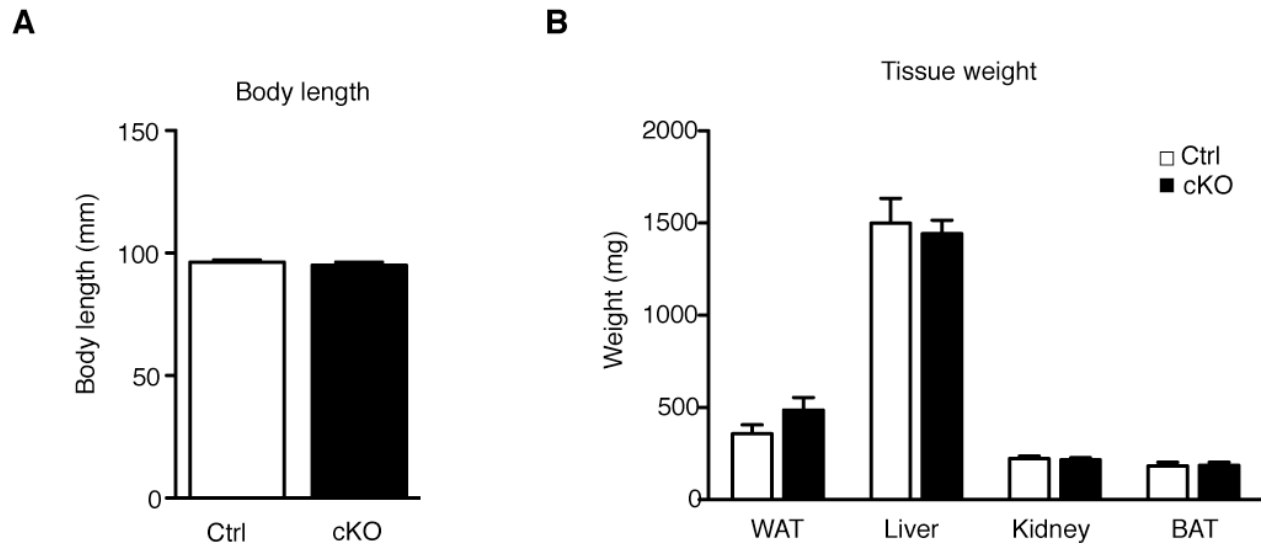 A
Body length
150
100
50
0
Body length (mm)
Ctrl cKO
B
Tissue weight
2000
1500
1000
500
0
Weight (mg)
Ctrl
cKO
WAT Liver Kidney BAT